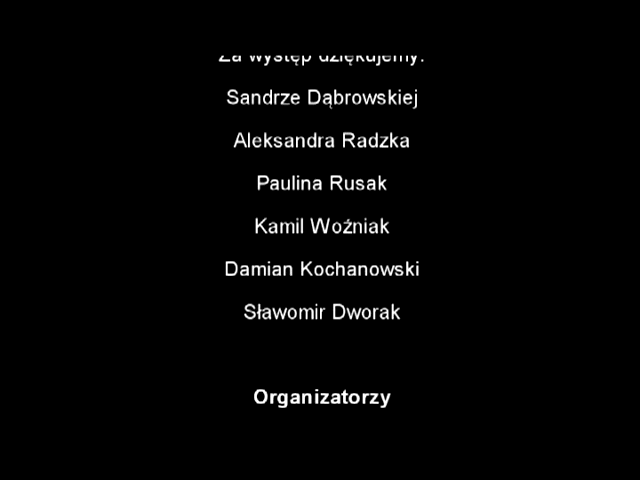 Za występ dziękujemy:
Sandrze Dąbrowskiej
Aleksandra Radzka
Paulina Rusak
Kamil Woźniak
Damian Kochanowski
Sławomir Dworak
Organizatorzy